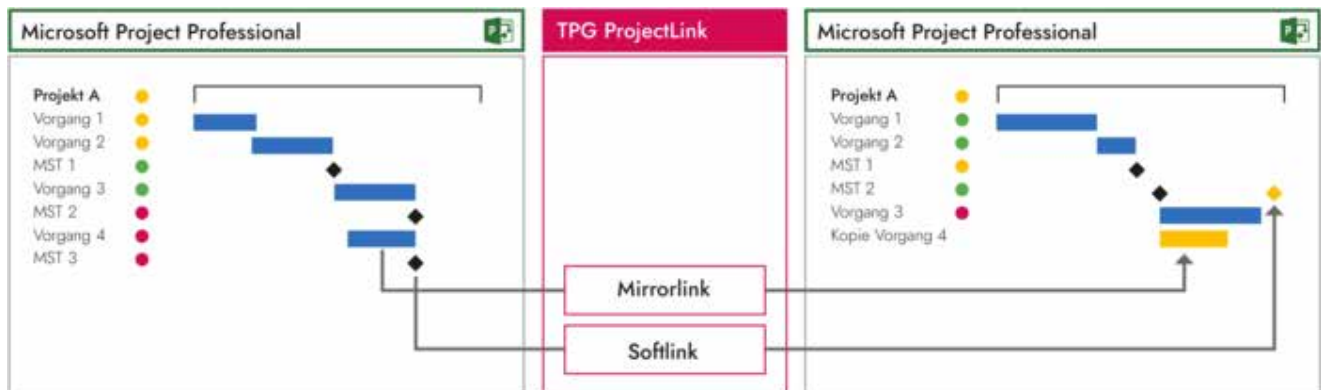 Microsoft Project Professional
Projekt A
Vorgang 1
Vorgang 2
MST 1
Vorgang 3
MST 2
Vorgang 4
MST 3
TPG ProjectLink
Mirrorlink
Softlink
Microsoft Project Professional
Projekt A
Vorgang 1
Vorgang 2
MST 1
MST 2
Vorgang 3
Kopie Vorgang 4